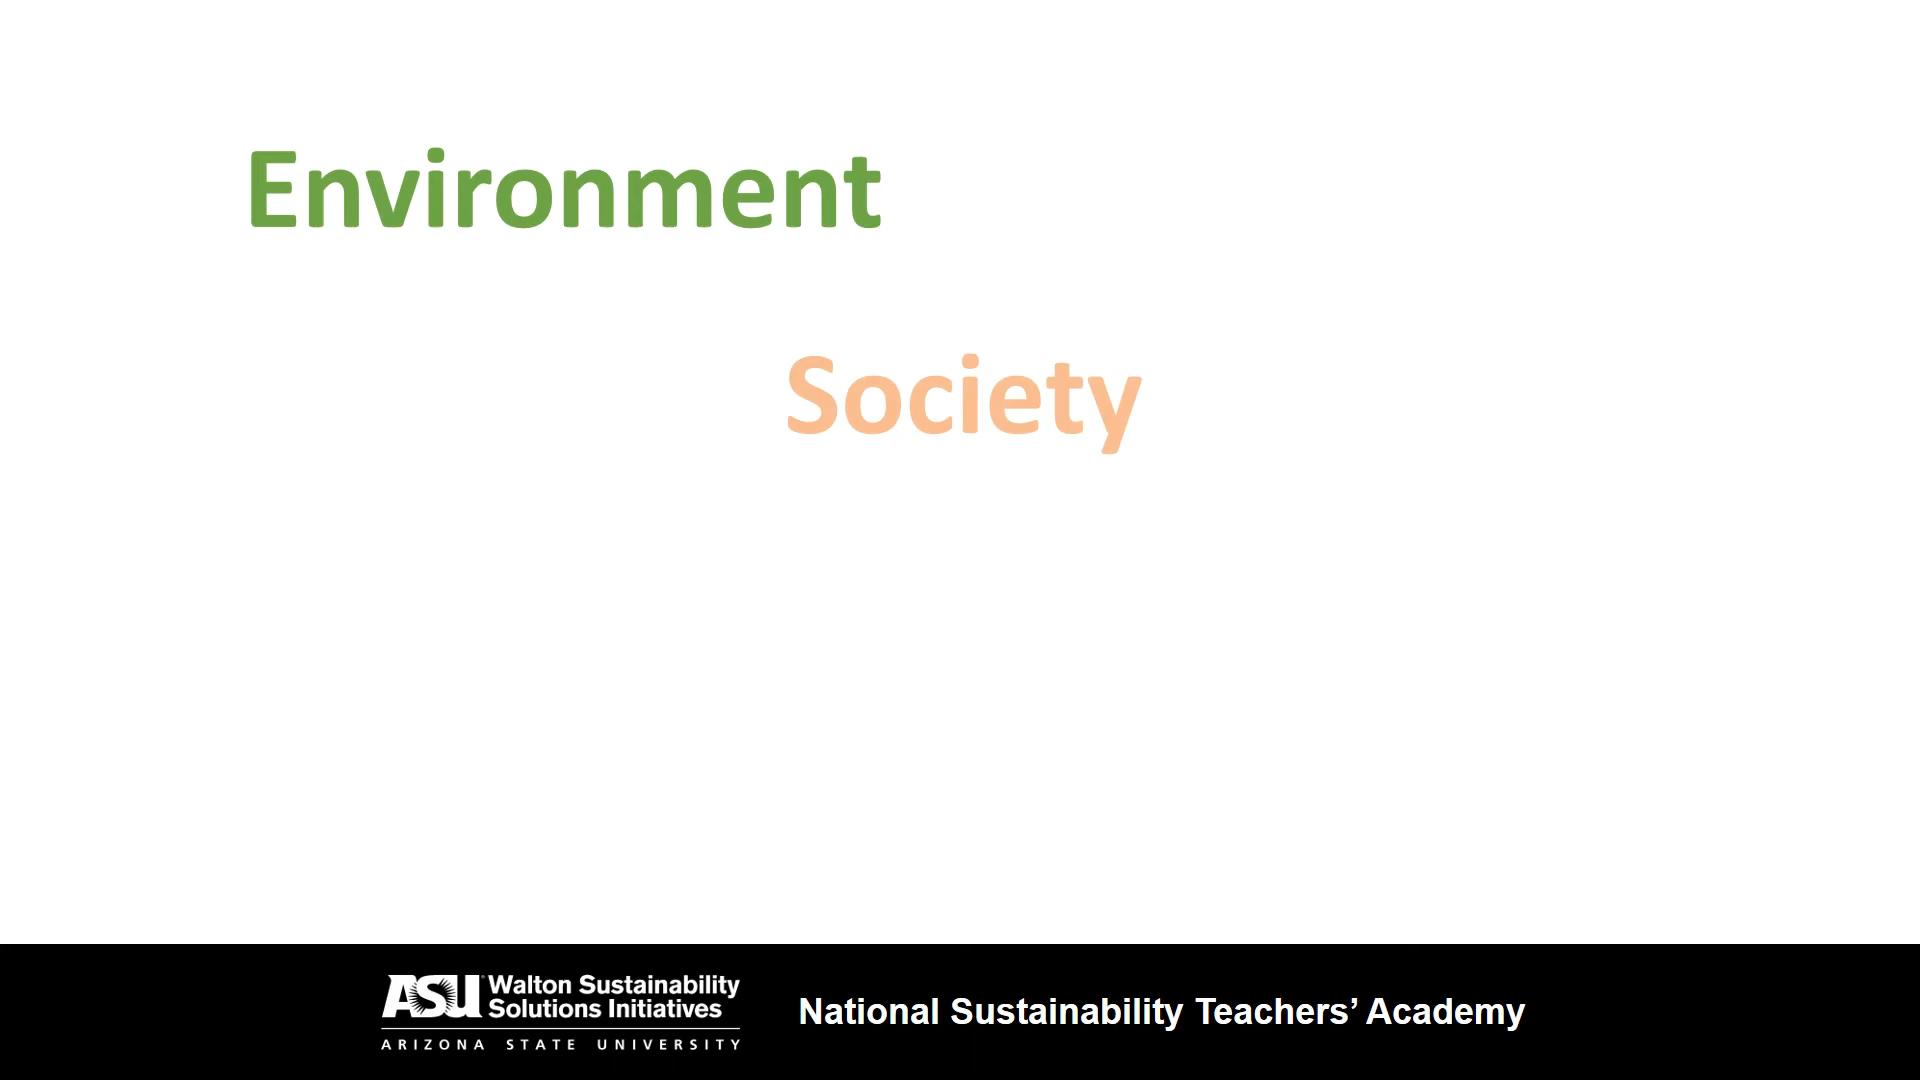 Environment
Society
ASU Walton Sustainability
Solutions Initiatives
ARIZONA STATE UNIVERSITY
National Sustainability Teachers’ Academy